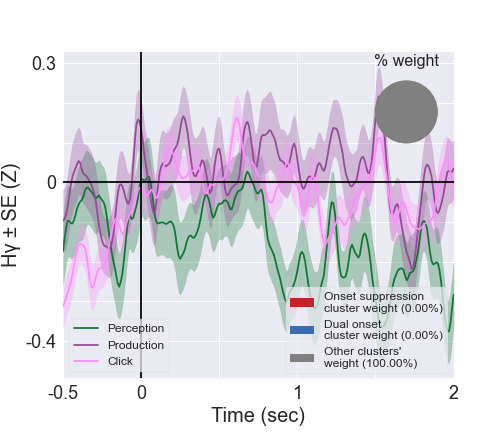 % weight
0.3
0
-0.4
Hγ ± SE (Z)
Perception
Production
Click
Onset suppression
cluster weight (0.00%)
Dual onset
cluster weight (0.00%)
Other clusters'
weight (100.00%)
-0.5
0
1
2
Time (sec)